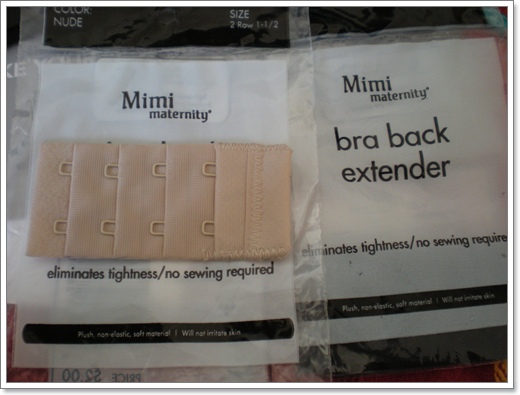 COLOR:
NUDE
SIZE
2 Row 1-1/2
Mimi
maternity®
eliminates tightness/no sewing required
Plush, non-elastic, soft material | Will not irritate skin
PRICE $2.00
Mimi
maternity®
bra back
extender
eliminates tightness/no sewing require
Plush, non-elastic, soft material | Will not irritate skin.